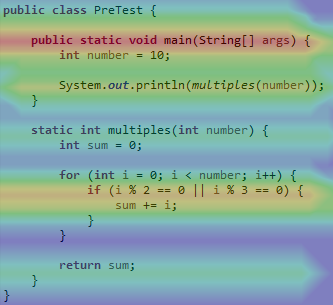 public class PreTest {
    public static void main(String[] args) {
        int number = 10;
        System.out.println(multiples(number));
    }
    static int multiples(int number) {
        int sum = 0;
        for (int i = 0; i < number; i++) {
            if (i % 2 == 0 || i % 3 == 0) {
                sum += i;
            }
        }
        return sum;
    }
}